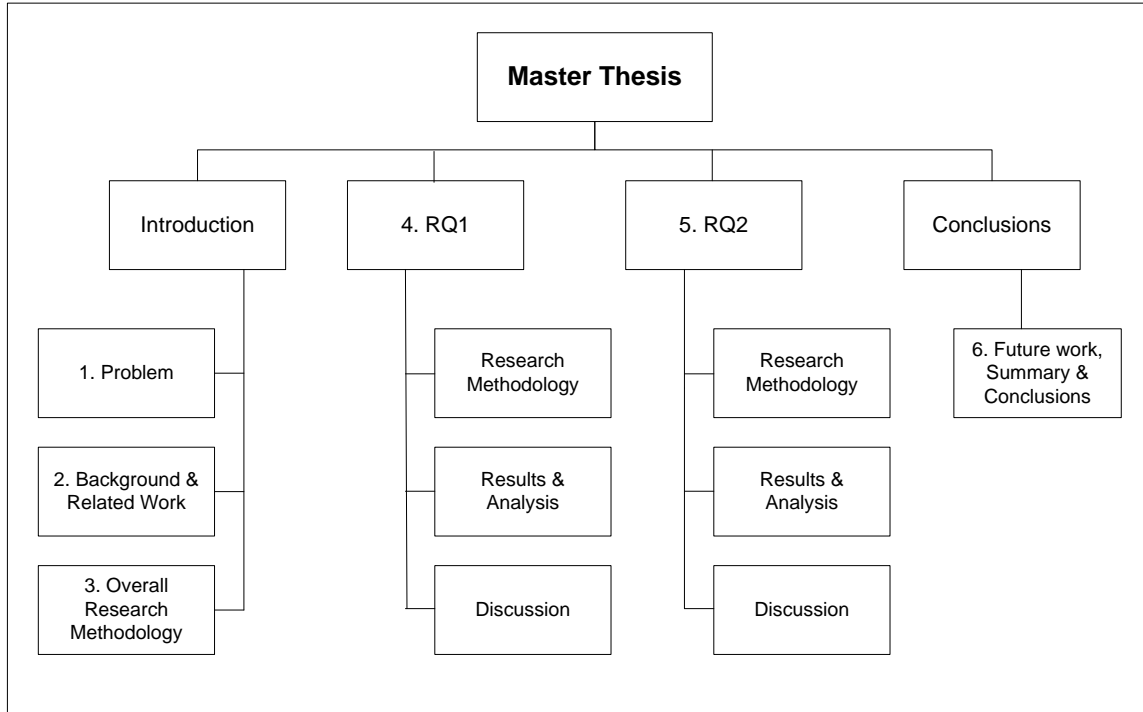 Master Thesis
Introduction
4. RQ1
5. RQ2
Conclusions
1. Problem
2. Background &
Related Work
3. Overall
Research
Methodology
Research
Methodology
Results &
Analysis
Discussion
Research
Methodology
Results &
Analysis
Discussion
6. Future work,
Summary &
Conclusions